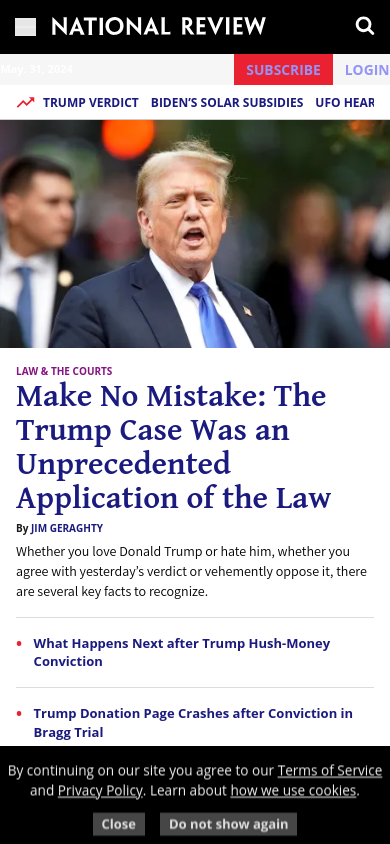 NATIONAL REVIEW
May, 31, 2024
SUBSCRIBE LOGIN
TRUMP VERDICT BIDEN'S SOLAR SUBSIDIES UFO HEAR
LAW & THE COURTS
Make No Mistake: The
Trump Case Was an
Unprecedented
Application of the Law
By JIM GERAGHTY
Whether you love Donald Trump or hate him, whether you
agree with yesterday's verdict or vehemently oppose it, there
are several key facts to recognize.
• What Happens Next after Trump Hush-Money
Conviction
• Trump Donation Page Crashes after Conviction in
Bragg Trial
By continuing on our site you agree to our Terms of Service
and Privacy Policy. Learn about how we use cookies.
Close Do not show again